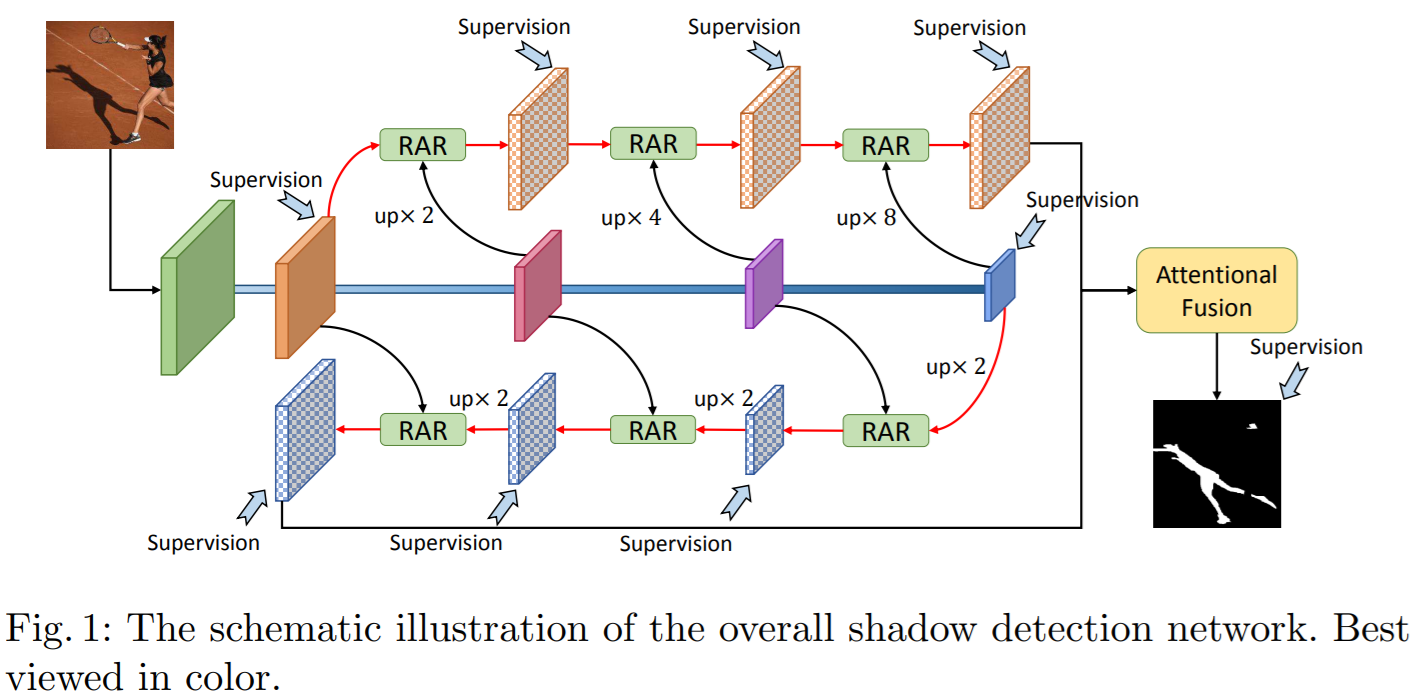 Supervision
Supervision
Supervision
RAR
RAR
RAR
Supervision
Supervision
up× 2
up× 4
up× 8
Attentional
Fusion
Supervision
up× 2
up× 2
up× 2
RAR
RAR
RAR
Supervision
Supervision
Supervision
Fig. 1: The schematic illustration of the overall shadow detection network. Best
viewed in color.